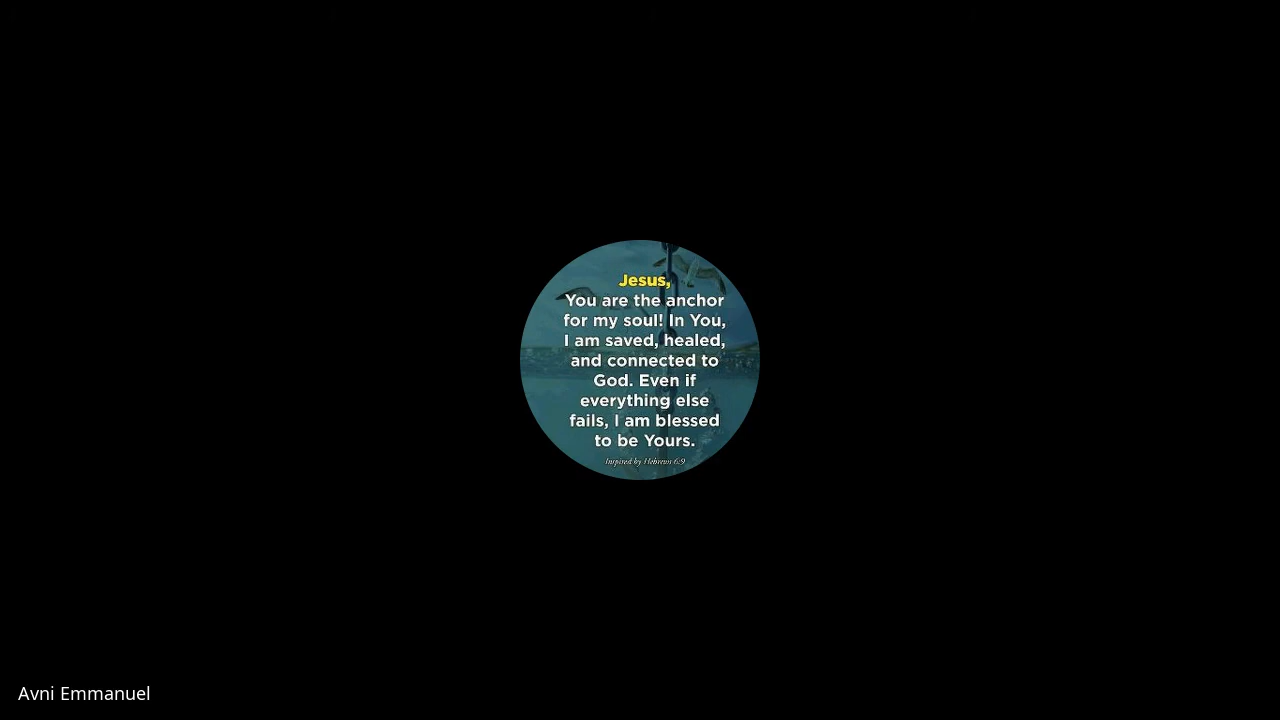 Jesus,
You are the anchor
for my soul! In You,
I am saved, healed,
and connected to
God. Even if
everything else
fails, I am blessed
to be Yours.
Inspired by Hebrews 6:9
Avni Emmanuel